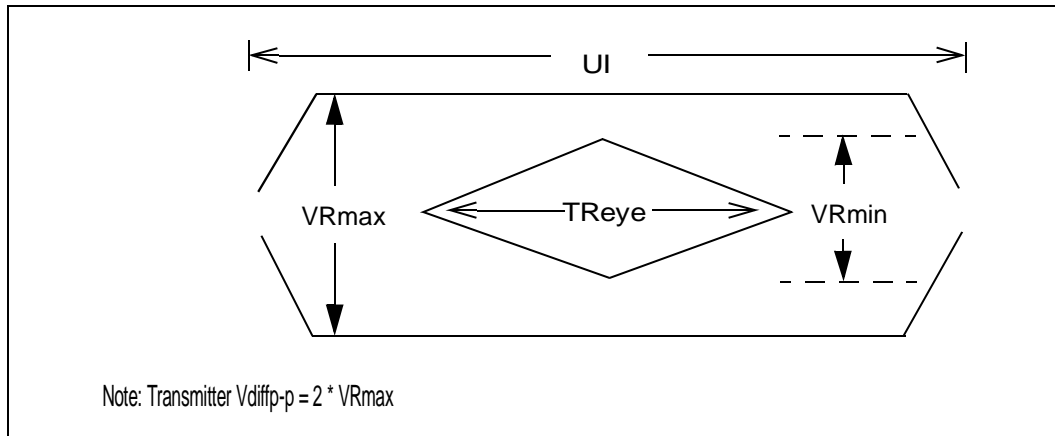 UI
VRmax
TReye
VRmin
Note: Transmitter Vdiffp-p = 2 * VRmax